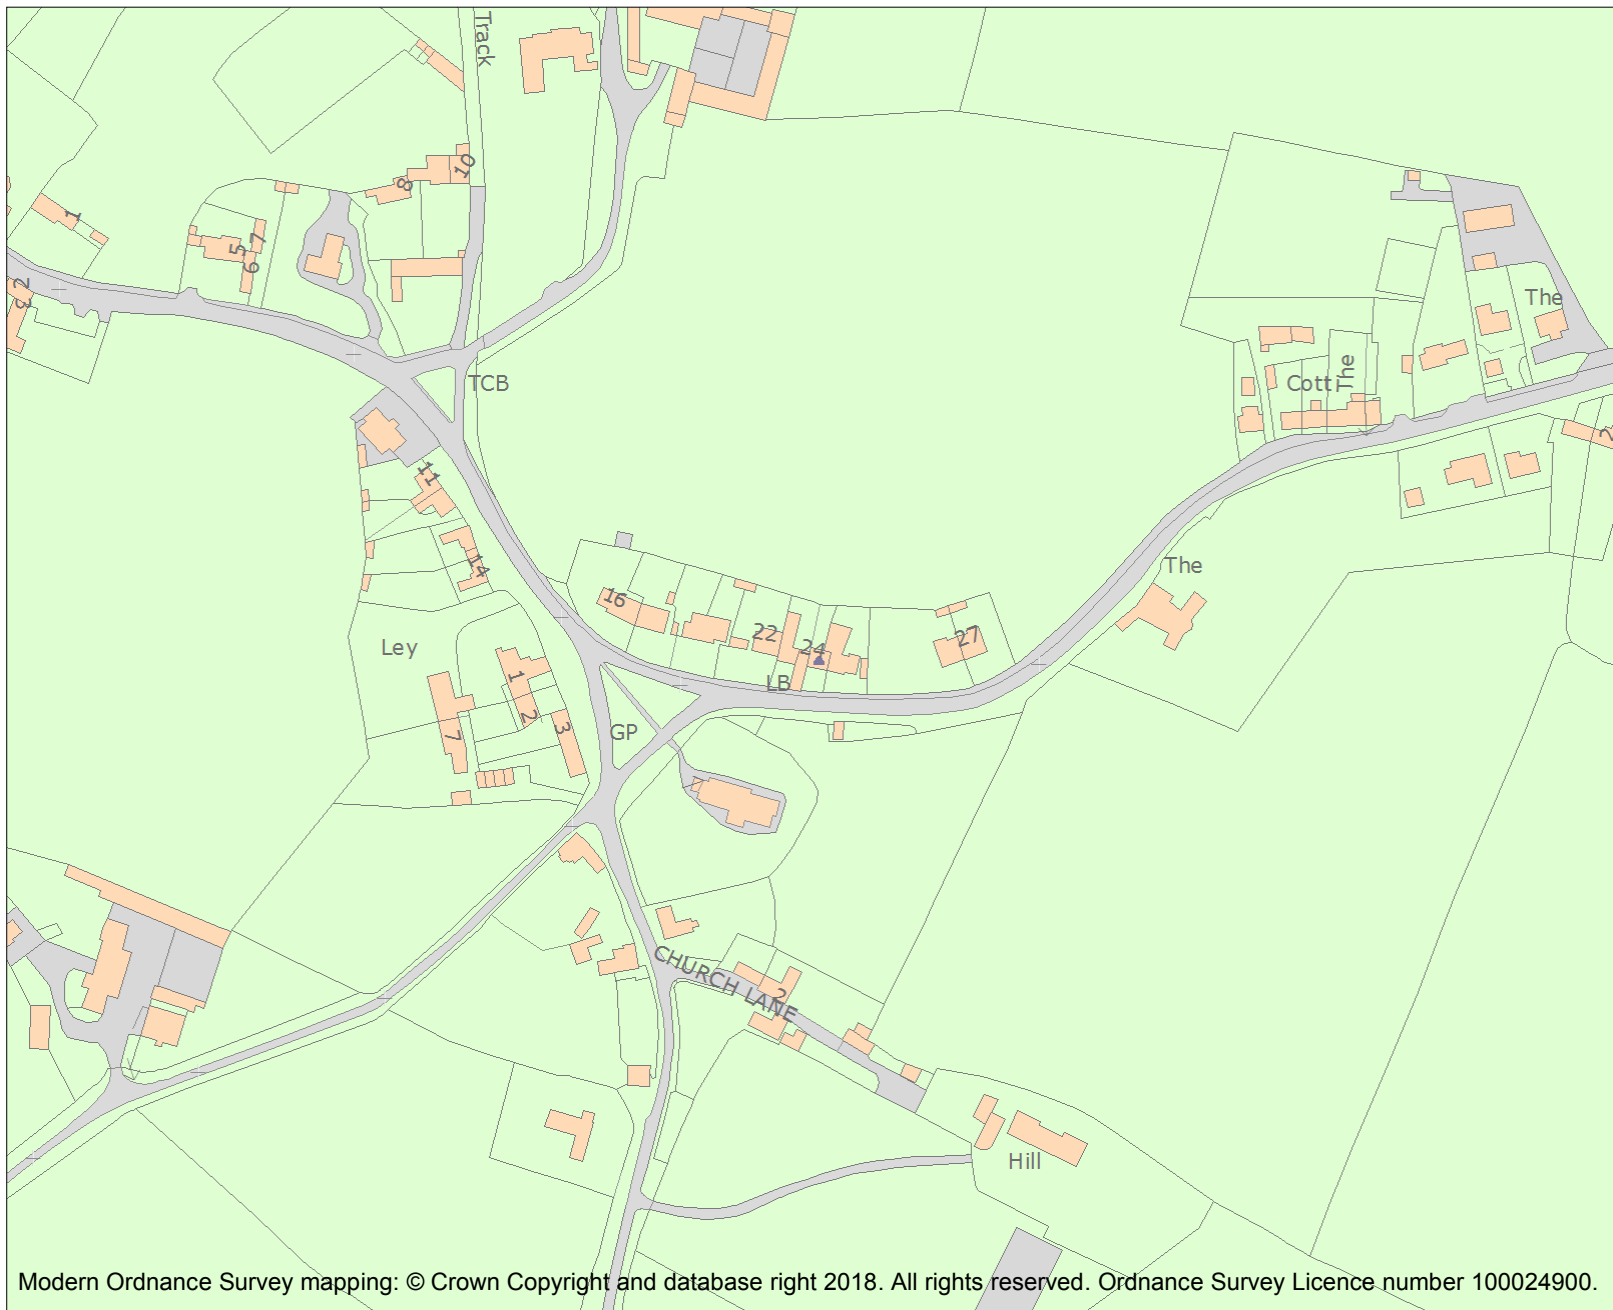 Track
10
8
1
5
7
6
2
3
The
TCB
Cott
The
2
11
14
The
16
22
24
27
Ley
LB
1
2
3
GP
7
CHURCH LANE
2
Hill
Modern Ordnance Survey mapping: © Crown Copyright and database right 2018. All rights reserved. Ordnance Survey Licence number 100024900.